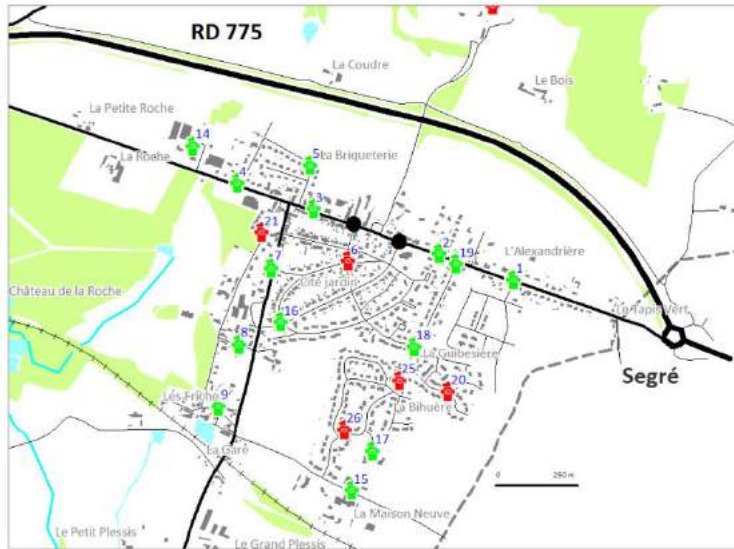 RD 775
La Coudre
Le Bois
La Petite Roche
14
La Roche
5
La Briqueterie
4
3
21
6
2
19
L'Alexandrière
1
7
Cité jardin
Château de la Roche
16
Le Tapis Vert
8
18
La Guibesière
Segré
25
20
La Bihuère
9
Les Friche
26
17
La Gare
250 m
0
15
La Maison Neuve
Le Petit Plessis
Le Grand Plessis